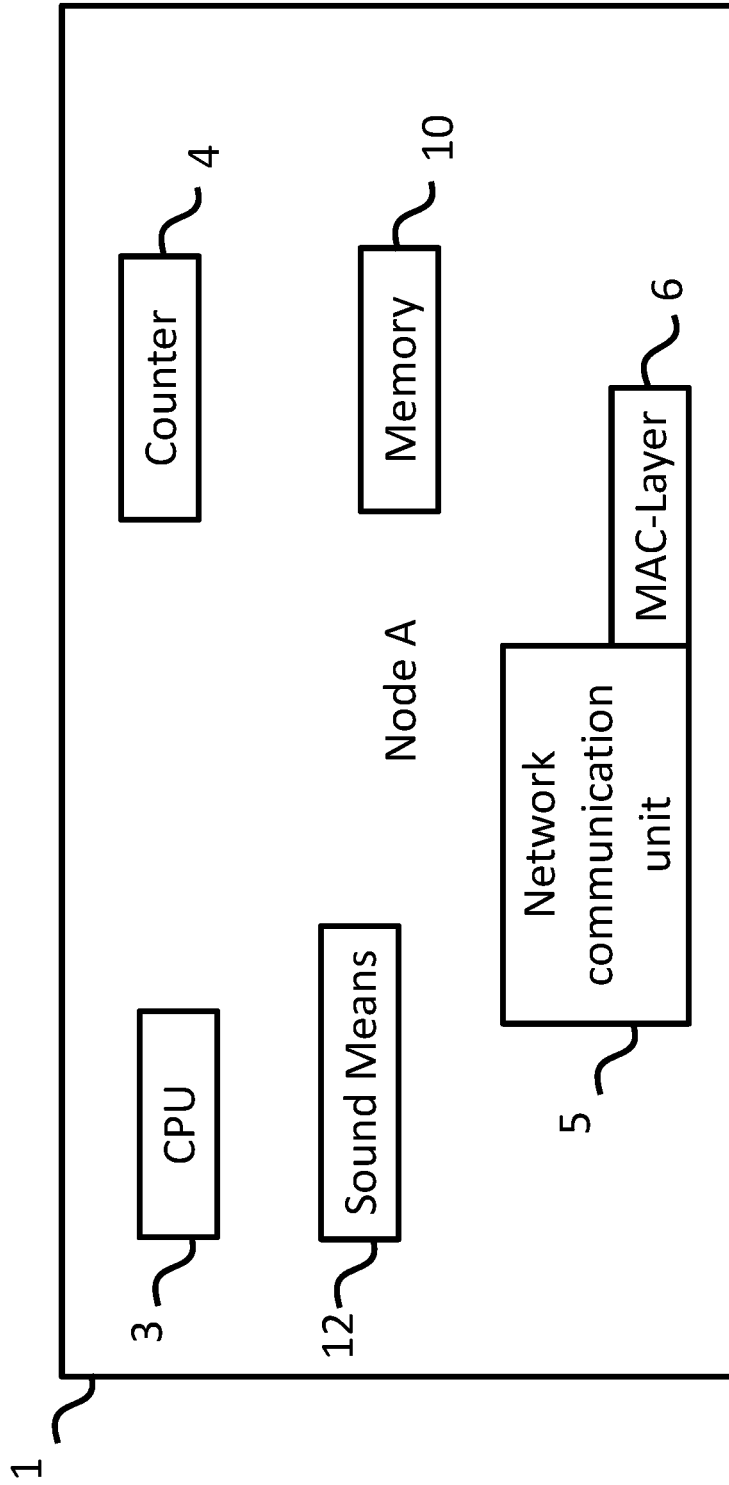 1
3
CPU
Counter
4
12
Sound Means
Memory
10
Node A
5
Network
communication
unit
MAC-Layer
6